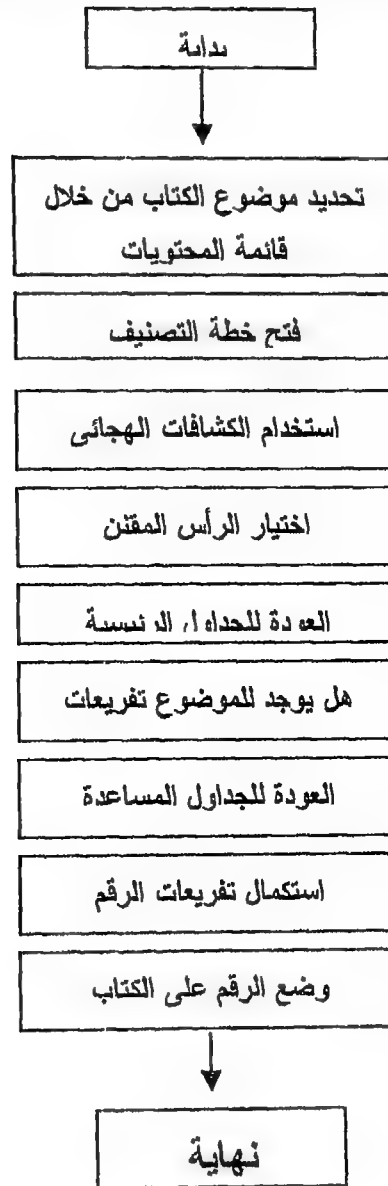 بداية
تحديد موضوع الكتاب من خلال
قائمة المحتويات
فتح خطة التصنيف
استخدام الكشافات الهجائى
اختيار الرأس المقنن
العودة للجداول الرئيسية
هل يوجد للموضوع تفريعات
العودة للجداول المساعدة
استكمال تفريعات الرقم
وضع الرقم على الكتاب
نهاية